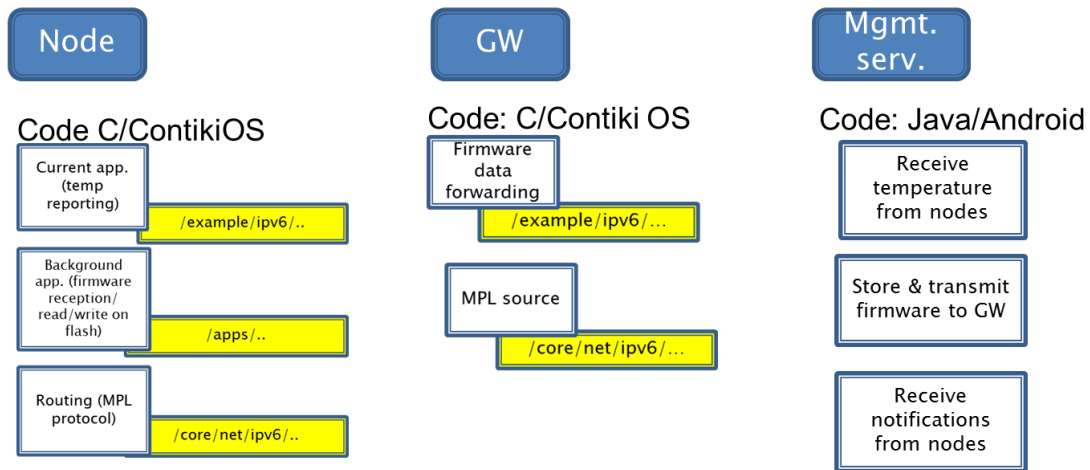 Node
Code C/ContikiOS
Current app.
(temp
reporting)
/example/ipv6/..
Background
app. (firmware
reception/
read/write on
flash)
/apps/..
Routing (MPL
protocol)
/core/net/ipv6/..
GW
Code: C/Contiki OS
Firmware
data
forwarding
/example/ipv6/...
MPL source
/core/net/ipv6/...
Mgmt.
serv.
Code: Java/Android
Receive
temperature
from nodes
Store & transmit
firmware to GW
Receive
notifications
from nodes